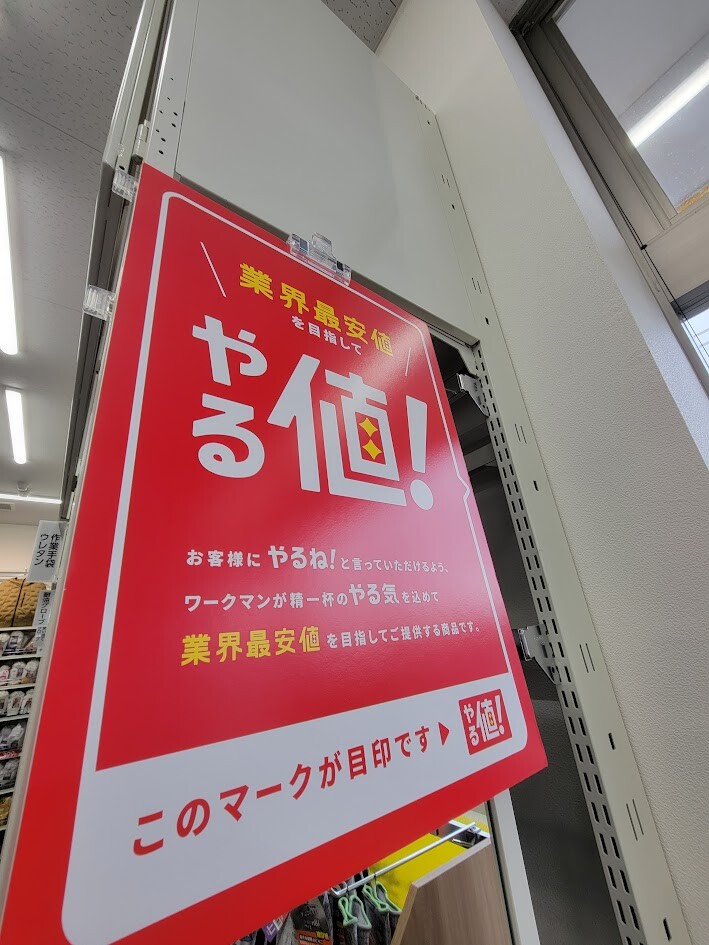 業界最安値
を目指して
やる値!
お客様にやるね!と言っていただけるよう、
ワークマンが精一杯のやる気を込めて
業界最安値を目指してご提供する商品です。
このマークが目印です▶
やる値!
作業手袋
ウレタン